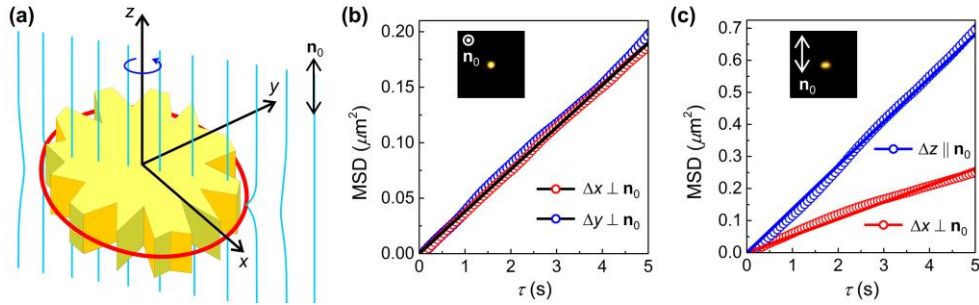 (a)
z
n₀
y
x
(b)
MSD (μm²)
0.20
0.15
0.10
0.05
0.00
n₀
Δx ⊥ n₀
Δy ⊥ n₀
0 1 2 3 4 5
τ (s)
(c)
MSD (μm²)
0.7
0.6
0.5
0.4
0.3
0.2
0.1
0.0
n₀
Δz ∥ n₀
Δx ⊥ n₀
0 1 2 3 4 5
τ (s)